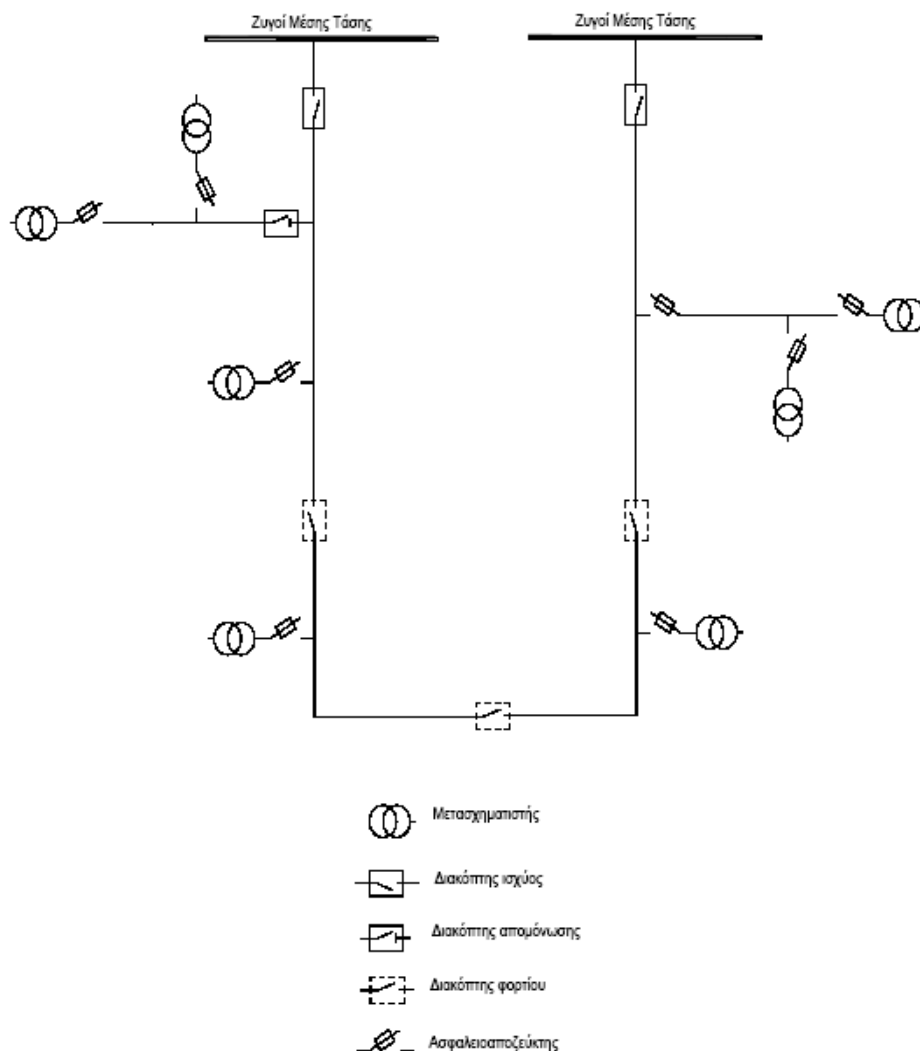 Ζυγοί Μέσης Τάσης
Ζυγοί Μέσης Τάσης
Μετασχηματιστής
Διακόπτης ισχύος
Διακόπτης απομόνωσης
Διακόπτης φορτίου
Ασφαλειοαποζεύκτης